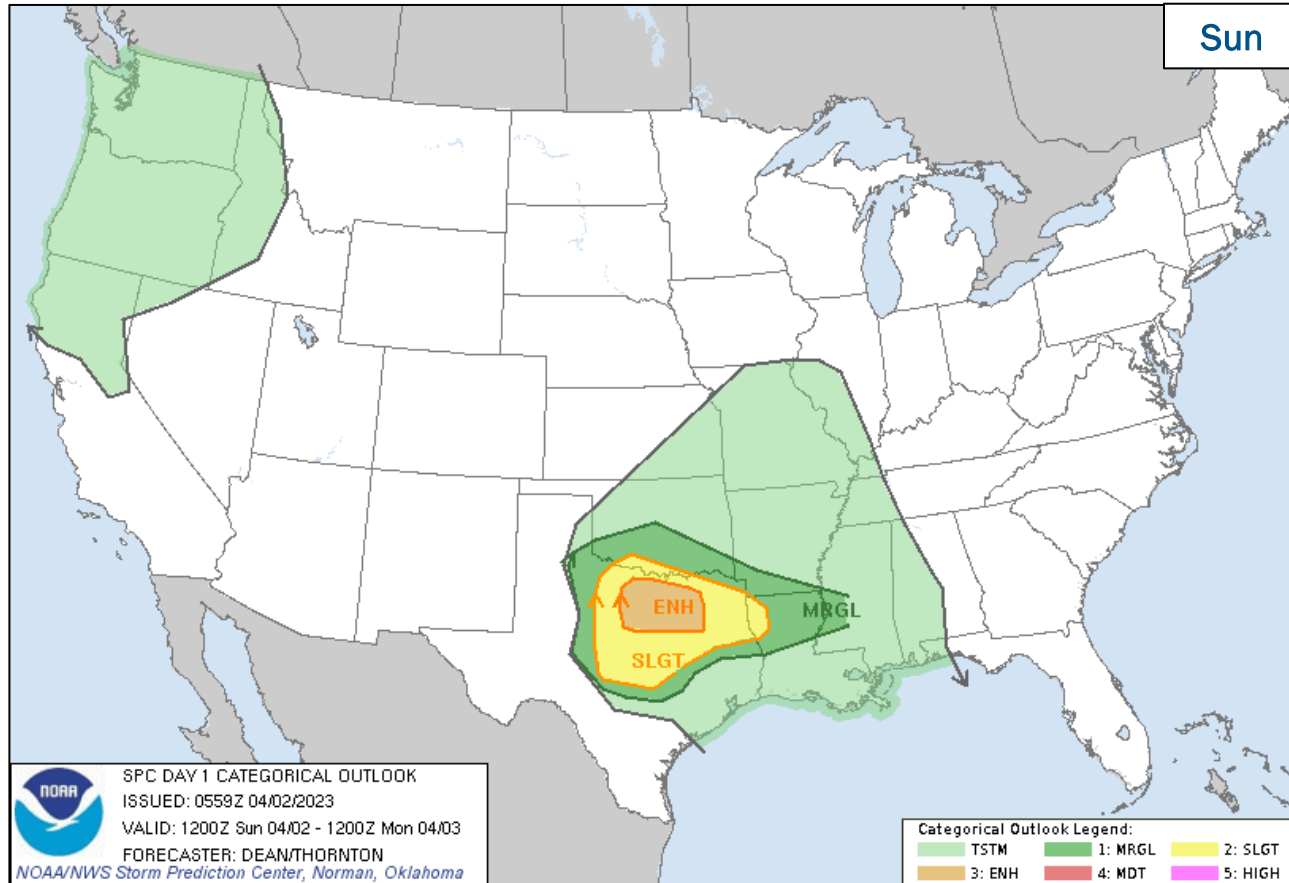 Sun
ENH
MRGL
SLGT
NOAA
SPC DAY 1 CATEGORICAL OUTLOOK
ISSUED: 0559Z 04/02/2023
VALID: 1200Z Sun 04/02 - 1200Z Mon 04/03
FORECASTER: DEAN/THORNTON
NOAA/NWS Storm Prediction Center, Norman, Oklahoma
Categorical Outlook Legend:
TSTM 1: MRGL 2: SLGT
3: ENH 4: MDT 5: HIGH